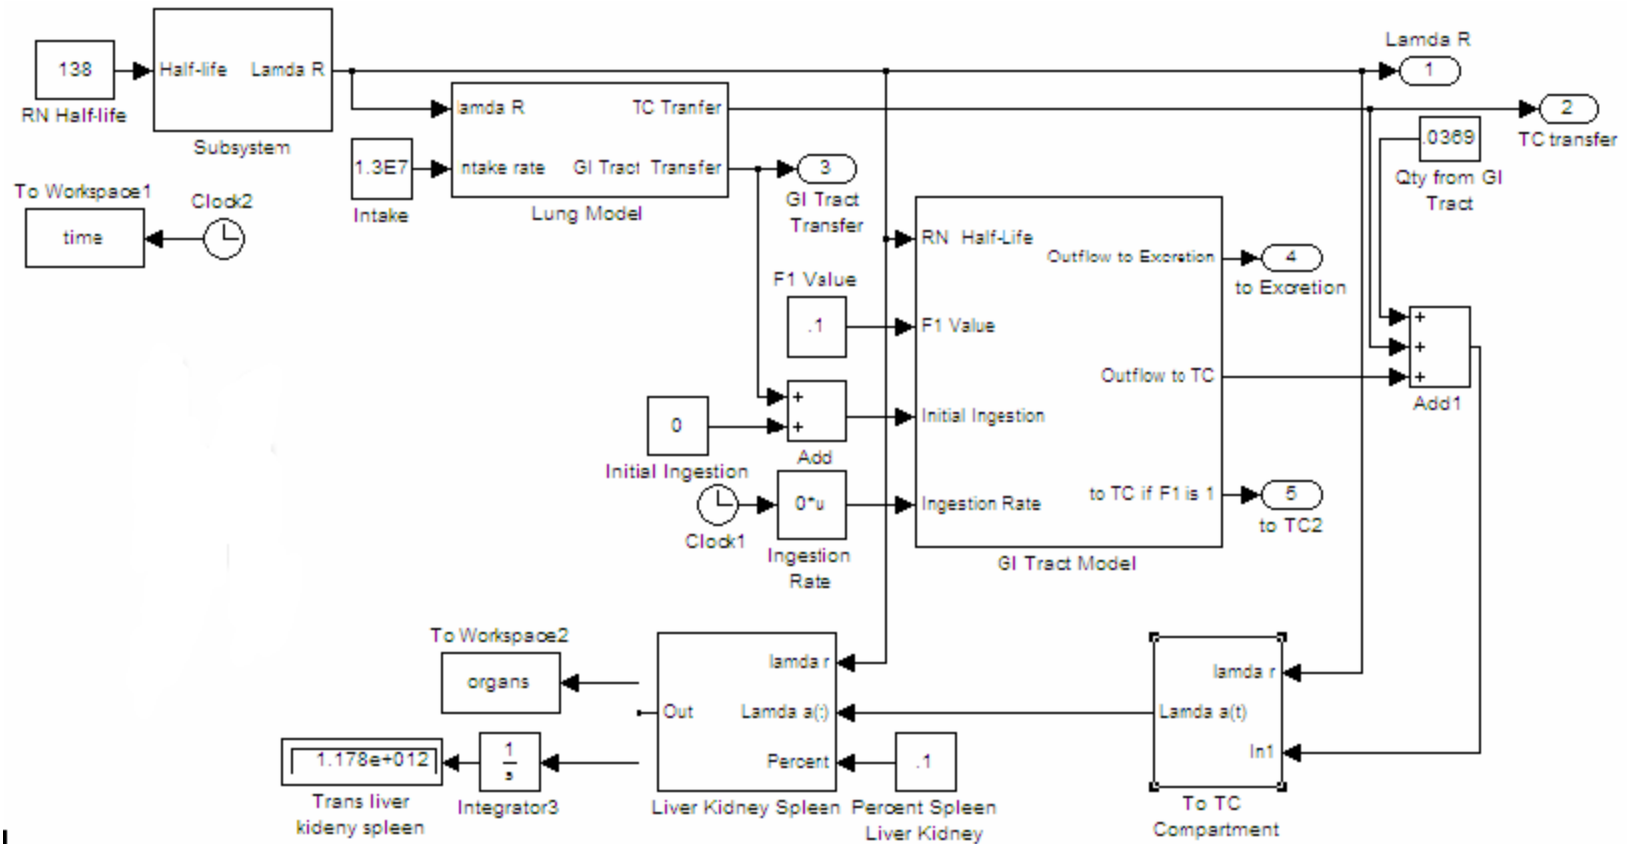 Lamda R
138
Half-life
Lamda R
1
RN Half-life
Subsystem
lamda R
TC Tranfer
2
TC transfer
1.3E7
ntake rate
GI Tract Transfer
Intake
Lung Model
3
GI Tract
Transfer
.0369
Qty from GI
Tract
To Workspace1
time
Clock2
RN Half-Life
Outflow to Excretion
4
to Excretion
F1 Value
.1
F1 Value
+
+
+
Add1
Outflow to TC
0
Initial Ingestion
+
+
Add
Initial Ingestion
Clock1
0*u
Ingestion
Rate
Ingestion Rate
to TC if F1 is 1
5
to TC2
GI Tract Model
To Workspace2
organs
lamda r
Out
Lamda a(:)
Percent
Liver Kidney Spleen
.1
Percent Spleen
Liver Kidney
lamda r
Lamda a(t)
In1
To TC
Compartment
1.178e+012
Trans liver
kideny spleen
1
s
Integrator3